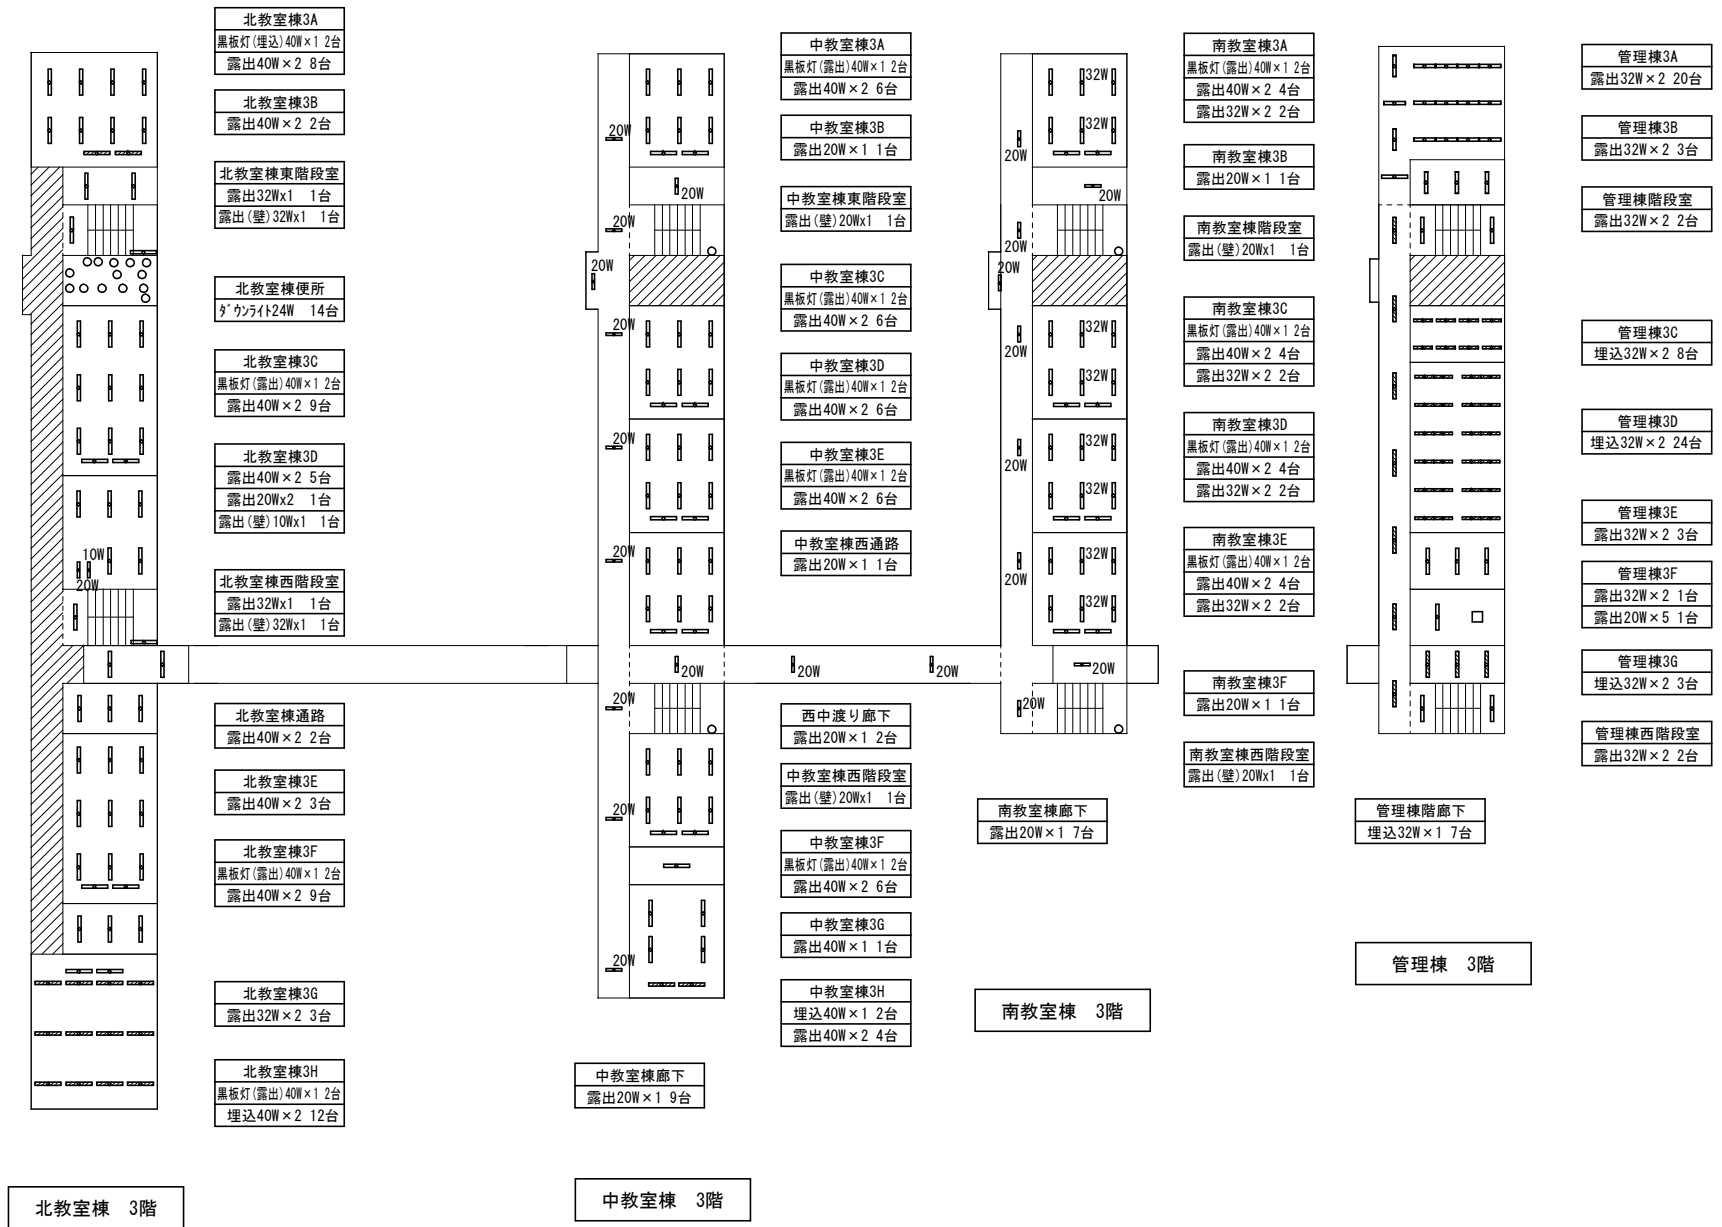 北教室棟3A
黒板灯(埋込)40W×1 2台
露出40W×2 8台
北教室棟3B
露出40W×2 2台
北教室棟東階段室
露出32Wx1 1台
露出(壁)32Wx1 1台
北教室棟便所
ダウンライト24W 14台
北教室棟3C
黒板灯(露出)40W×1 2台
露出40W×2 9台
北教室棟3D
露出40W×2 5台
露出20Wx2 1台
露出(壁)10Wx1 1台
10W
20W
北教室棟西階段室
露出32Wx1 1台
露出(壁)32Wx1 1台
北教室棟通路
露出40W×2 2台
北教室棟3E
露出40W×2 3台
北教室棟3F
黒板灯(露出)40W×1 2台
露出40W×2 9台
北教室棟3G
露出32W×2 3台
北教室棟3H
黒板灯(露出)40W×1 2台
埋込40W×2 12台
北教室棟 3階
20W
20W
20W
20W
20W
20W
20W
20W
20W
20W
20W
20W
20W
中教室棟3A
黒板灯(露出)40W×1 2台
露出40W×2 6台
中教室棟3B
露出20W×1 1台
中教室棟東階段室
露出(壁)20Wx1 1台
中教室棟3C
黒板灯(露出)40W×1 2台
露出40W×2 6台
中教室棟3D
黒板灯(露出)40W×1 2台
露出40W×2 6台
中教室棟3E
黒板灯(露出)40W×1 2台
露出40W×2 6台
中教室棟西通路
露出20W×1 1台
西中渡り廊下
露出20W×1 2台
中教室棟西階段室
露出(壁)20Wx1 1台
中教室棟3F
黒板灯(露出)40W×1 2台
露出40W×2 6台
中教室棟3G
露出40W×1 1台
中教室棟3H
埋込40W×1 2台
露出40W×2 4台
中教室棟廊下
露出20W×1 9台
中教室棟 3階
32W
32W
20W
20W
20W
20W
32W
20W
32W
32W
20W
32W
32W
20W
32W
20W
20W
南教室棟3A
黒板灯(露出)40W×1 2台
露出40W×2 4台
露出32W×2 2台
南教室棟3B
露出20W×1 1台
南教室棟階段室
露出(壁)20Wx1 1台
南教室棟3C
黒板灯(露出)40W×1 2台
露出40W×2 4台
露出32W×2 2台
南教室棟3D
黒板灯(露出)40W×1 2台
露出40W×2 4台
露出32W×2 2台
南教室棟3E
黒板灯(露出)40W×1 2台
露出40W×2 4台
露出32W×2 2台
南教室棟3F
露出20W×1 1台
南教室棟西階段室
露出(壁)20Wx1 1台
南教室棟廊下
露出20W×1 7台
南教室棟 3階
管理棟3A
露出32W×2 20台
管理棟3B
露出32W×2 3台
管理棟階段室
露出32W×2 2台
管理棟3C
埋込32W×2 8台
管理棟3D
埋込32W×2 24台
管理棟3E
露出32W×2 3台
管理棟3F
露出32W×2 1台
露出20W×5 1台
管理棟3G
埋込32W×2 3台
管理棟西階段室
露出32W×2 2台
管理棟階廊下
埋込32W×1 7台
管理棟 3階